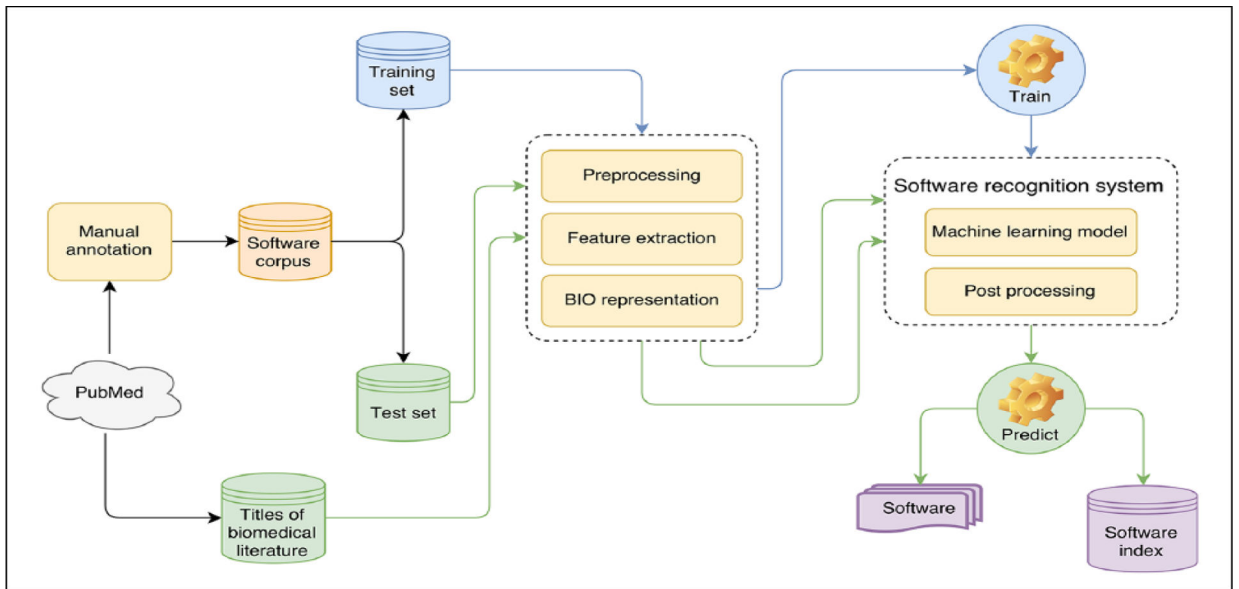 Training
set
Train
Preprocessing
Software recognition system
Manual
annotation
Software
corpus
Feature extraction
Machine learning model
BIO representation
Post processing
PubMed
Test set
Predict
Titles of
biomedical
literature
Software
Software
index